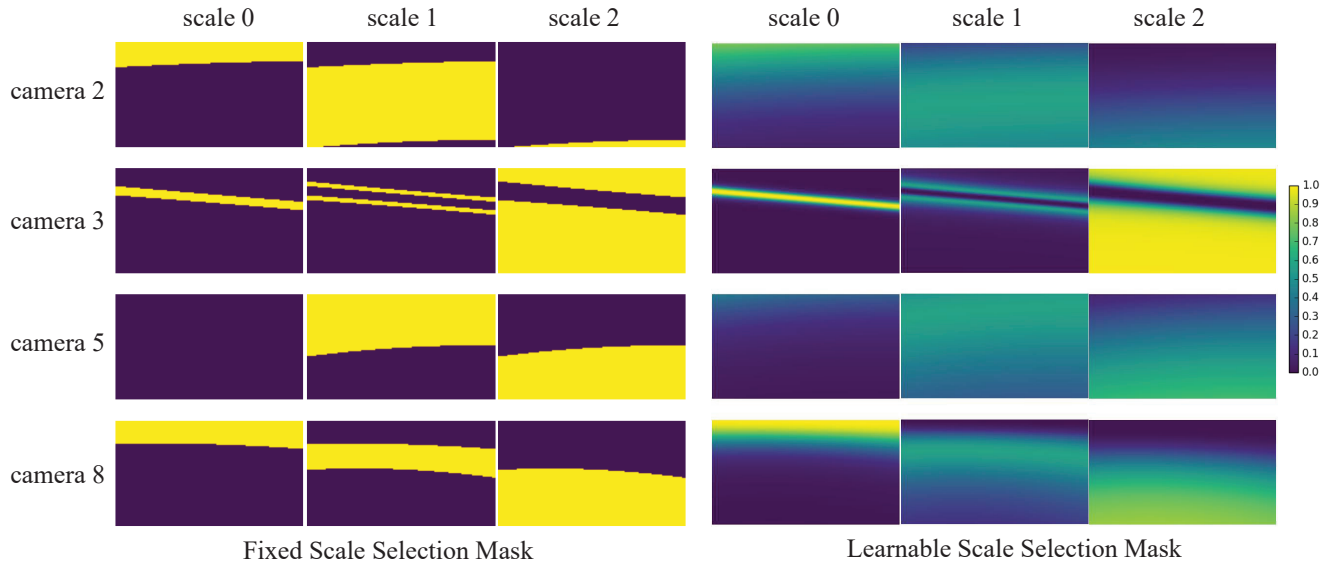 scale 0 scale 1 scale 2 scale 0 scale 1 scale 2
camera 2
camera 3
1.0
0.9
0.8
0.7
0.6
0.5
0.4
0.3
0.2
0.1
0.0
camera 5
camera 8
Fixed Scale Selection Mask Learnable Scale Selection Mask